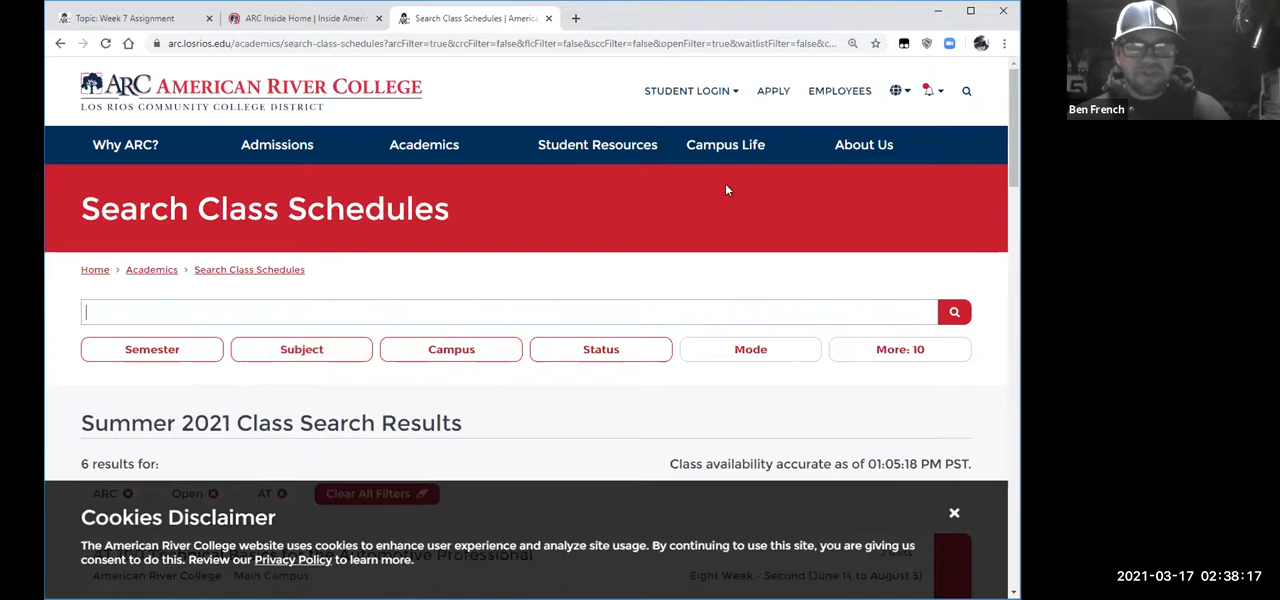 Topic: Week 7 Assignment
ARC Inside Home | Inside Americ
Search Class Schedules | America
arc.losrios.edu/academics/search-class-schedules?arcFilter=true&crcFilter=false&flcFilter=false&sccFilter=false&openFilter=true&waitlistFilter=false&c...
ARC AMERICAN RIVER COLLEGE
LOS RIOS COMMUNITY COLLEGE DISTRICT
STUDENT LOGIN APPLY EMPLOYEES
Why ARC? Admissions Academics Student Resources Campus Life About Us
Search Class Schedules
Home > Academics > Search Class Schedules
Semester Subject Campus Status Mode More: 10
Summer 2021 Class Search Results
6 results for:
Class availability accurate as of 01:05:18 PM PST.
ARC Open AT Clear All Filters
Cookies Disclaimer
The American River College website uses cookies to enhance user experience and analyze site usage. By continuing to use this site, you are giving us
consent to do this. Review our Privacy Policy to learn more.
American River College Main Campus
Eight Week - Second [June 14 to August 5]
Ben French
2021-03-17 02:38:17